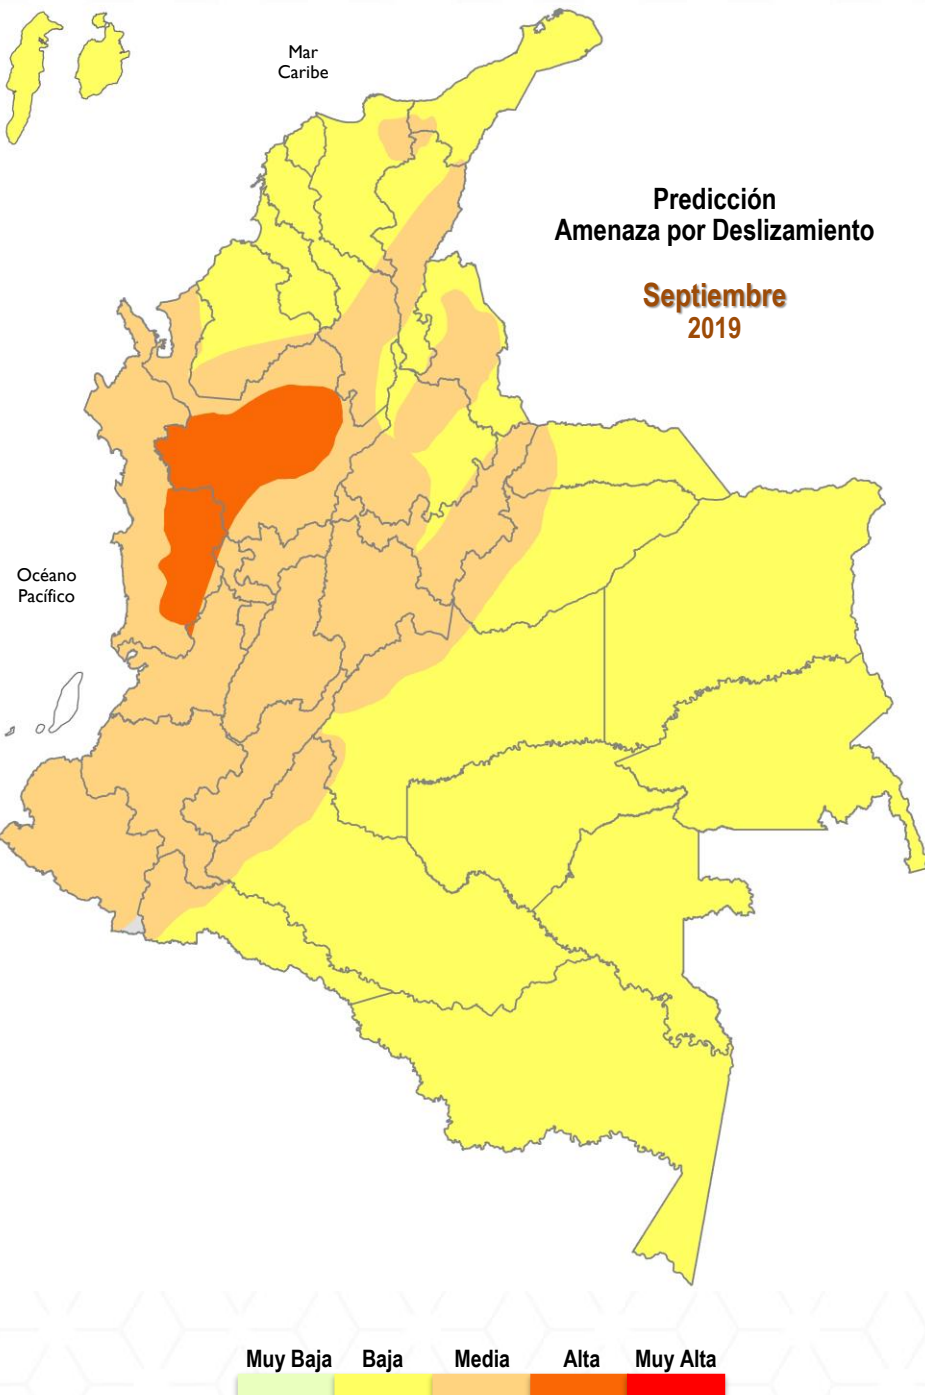 Mar
Caribe
Predicción
Amenaza por Deslizamiento
Septiembre
2019
Océano
Pacífico
Muy Baja Baja Media Alta Muy Alta